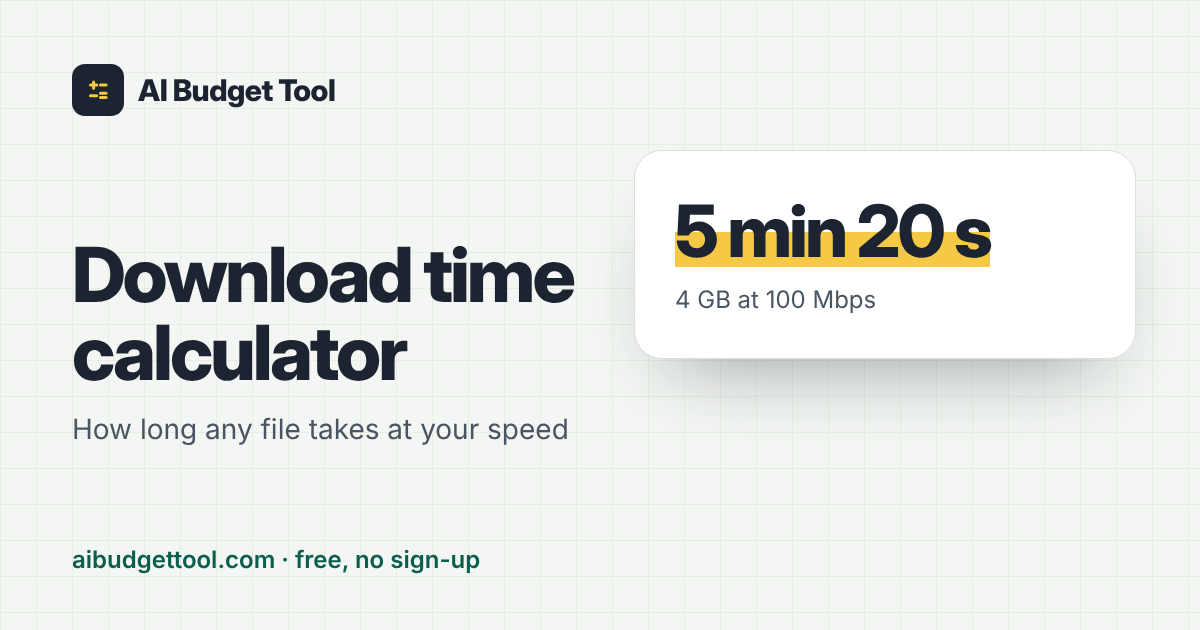 AI Budget Tool
Download time
calculator
How long any file takes at your speed
5 min 20 s
4 GB at 100 Mbps
aibudgettool.com · free, no sign-up